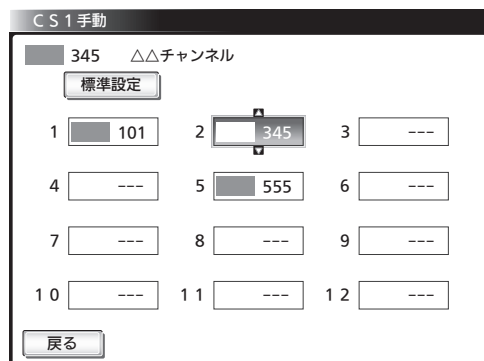 CS1手動
345 △△チャンネル
標準設定
1 101 2 345 3 ---
4 --- 5 555 6 ---
7 --- 8 --- 9 ---
10 --- 11 --- 12 ---
戻る